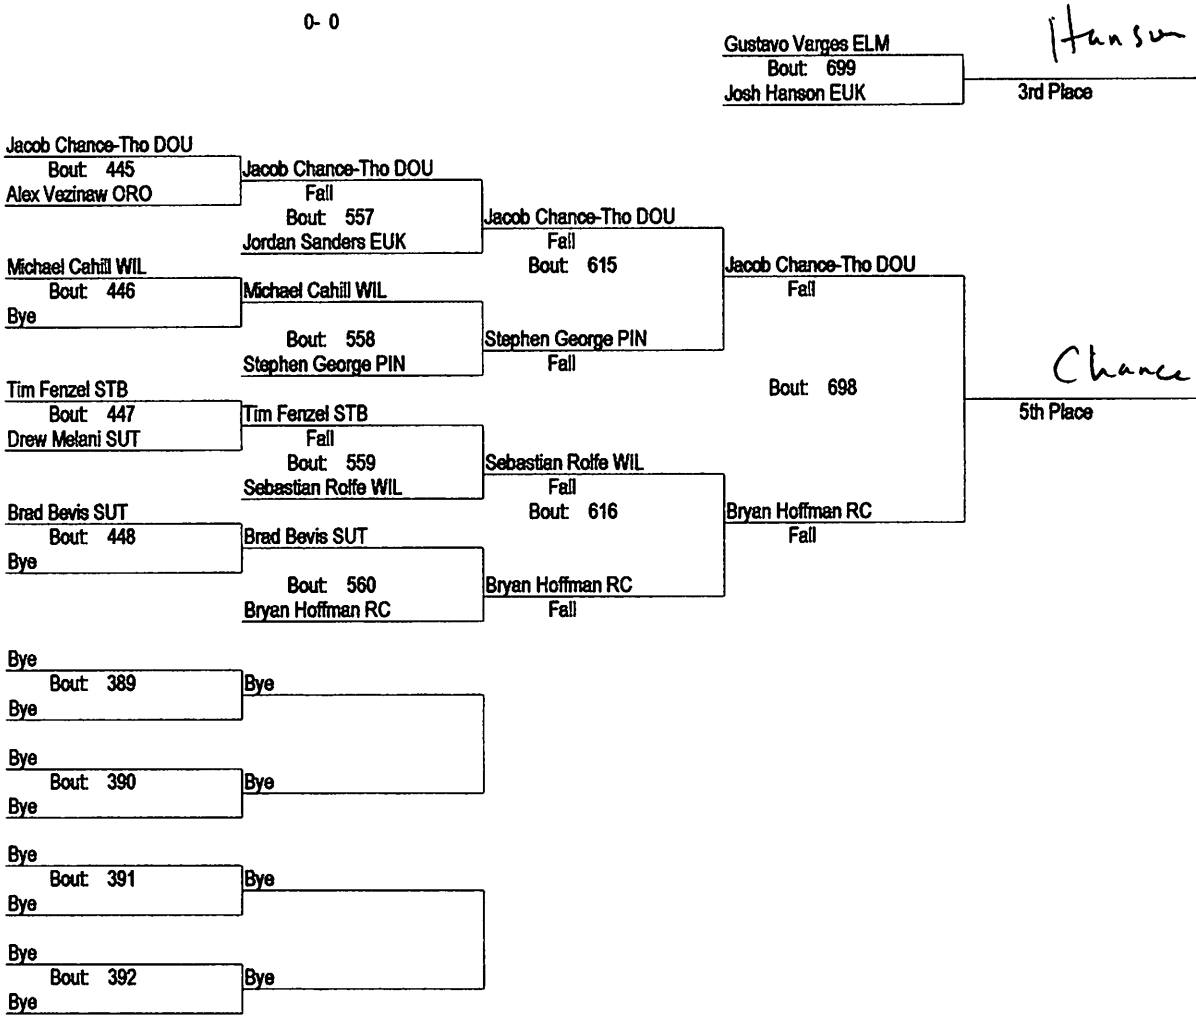 0- 0
Hanson
Gustavo Varges ELM
Bout: 699
Josh Hanson EUK
3rd Place
Jacob Chance-Tho DOU
Bout: 445
Alex Vezinaw ORO
Jacob Chance-Tho DOU
Fall
Bout: 557
Jordan Sanders EUK
Jacob Chance-Tho DOU
Fall
Bout: 615
Michael Cahill WIL
Bout: 446
Bye
Michael Cahill WIL
Bout: 558
Stephen George PIN
Stephen George PIN
Fall
Jacob Chance-Tho DOU
Fall
Bout: 698
Chance
5th Place
Tim Fenzel STB
Bout: 447
Drew Melani SUT
Tim Fenzel STB
Fall
Bout: 559
Sebastian Rolfe WIL
Sebastian Rolfe WIL
Fall
Bout: 616
Brad Bevis SUT
Bout: 448
Bye
Brad Bevis SUT
Bout: 560
Bryan Hoffman RC
Bryan Hoffman RC
Fall
Bryan Hoffman RC
Fall
Bye
Bout: 389
Bye
Bye
Bye
Bout: 390
Bye
Bye
Bye
Bout: 391
Bye
Bye
Bye
Bout: 392
Bye
Bye